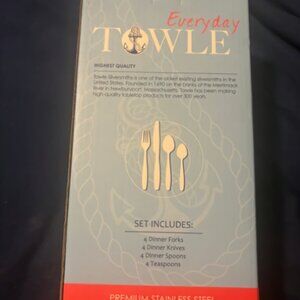 Everyday
TOWLE
HIGHEST QUALITY
Towle Silversmiths is one of the oldest existing silversmiths in the
United States. Founded in 1690 on the banks of the Merrimack
River in Newburyport, Massachusetts, Towle has been making
high-quality tabletop products for over 300 years.
SET INCLUDES:
4 Dinner Forks
4 Dinner Knives
4 Dinner Spoons
4 Teaspoons
PREMIUM STAINLESS STEEL